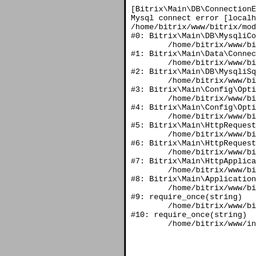 [Bitrix\Main\DB\ConnectionE
Mysql connect error [localh
/home/bitrix/www/bitrix/mod
#0: Bitrix\Main\DB\MysqliCo
/home/bitrix/www/bi
#1: Bitrix\Main\Data\Connec
/home/bitrix/www/bi
#2: Bitrix\Main\DB\MysqliSq
/home/bitrix/www/bi
#3: Bitrix\Main\Config\Opti
/home/bitrix/www/bi
#4: Bitrix\Main\Config\Opti
/home/bitrix/www/bi
#5: Bitrix\Main\HttpRequest
/home/bitrix/www/bi
#6: Bitrix\Main\HttpRequest
/home/bitrix/www/bi
#7: Bitrix\Main\HttpApplica
/home/bitrix/www/bi
#8: Bitrix\Main\Application
/home/bitrix/www/bi
#9: require_once(string)
/home/bitrix/www/bi
#10: require_once(string)
/home/bitrix/www/in